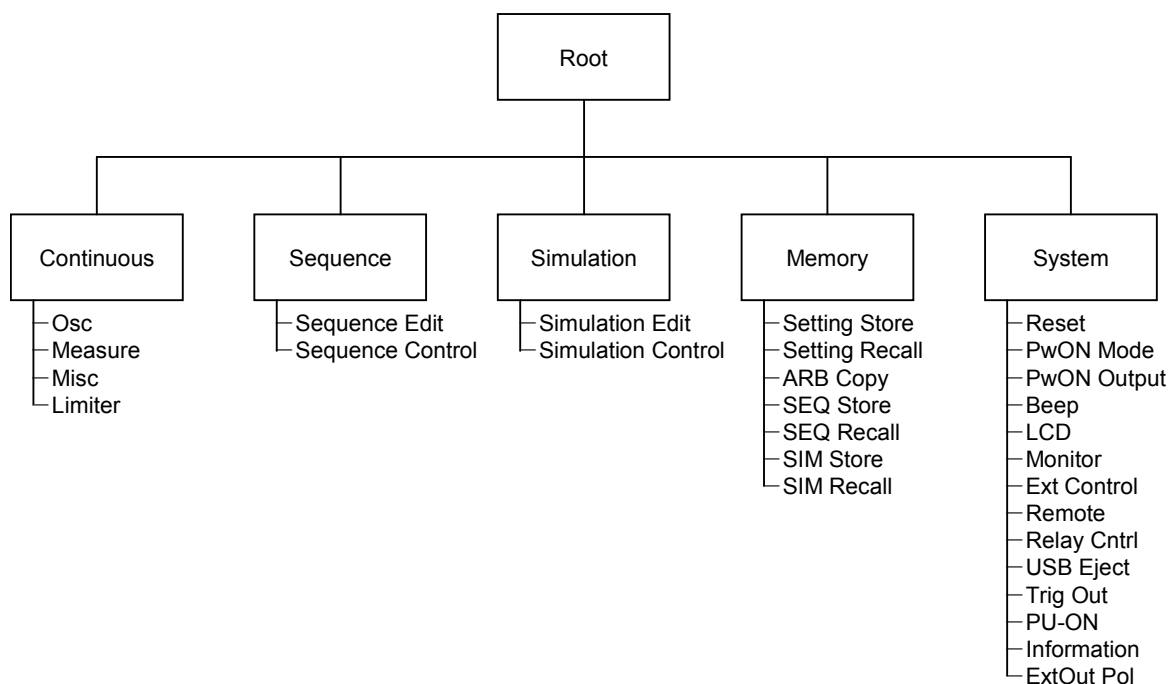 Root
Continuous
Osc
Measure
Misc
Limiter
Sequence
Sequence Edit
Sequence Control
Simulation
Simulation Edit
Simulation Control
Memory
Setting Store
Setting Recall
ARB Copy
SEQ Store
SEQ Recall
SIM Store
SIM Recall
System
Reset
PwON Mode
PwON Output
Beep
LCD
Monitor
Ext Control
Remote
Relay Cntrl
USB Eject
Trig Out
PU-ON
Information
ExtOut Pol